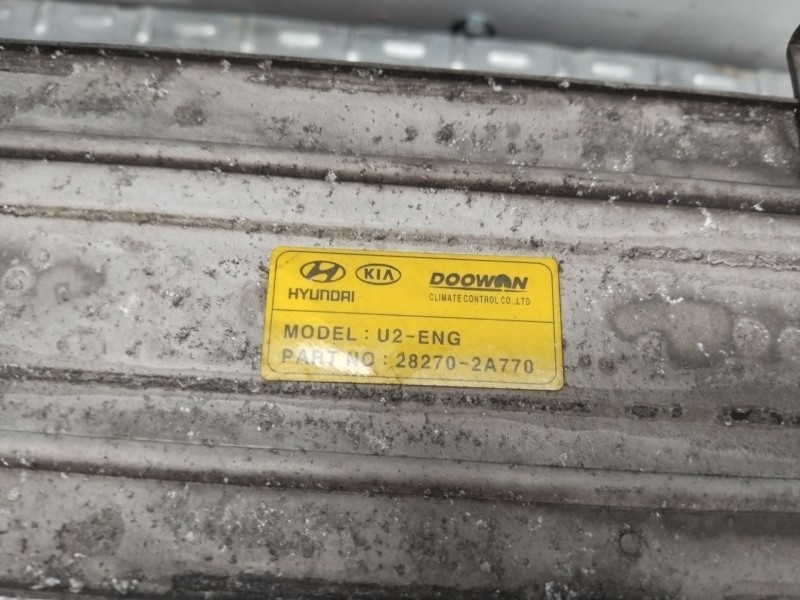 HYUNDAI KIA DOOWON
CLIMATE CONTROL CO.,LTD
MODEL : U2-ENG
PART NO : 28270-2A770